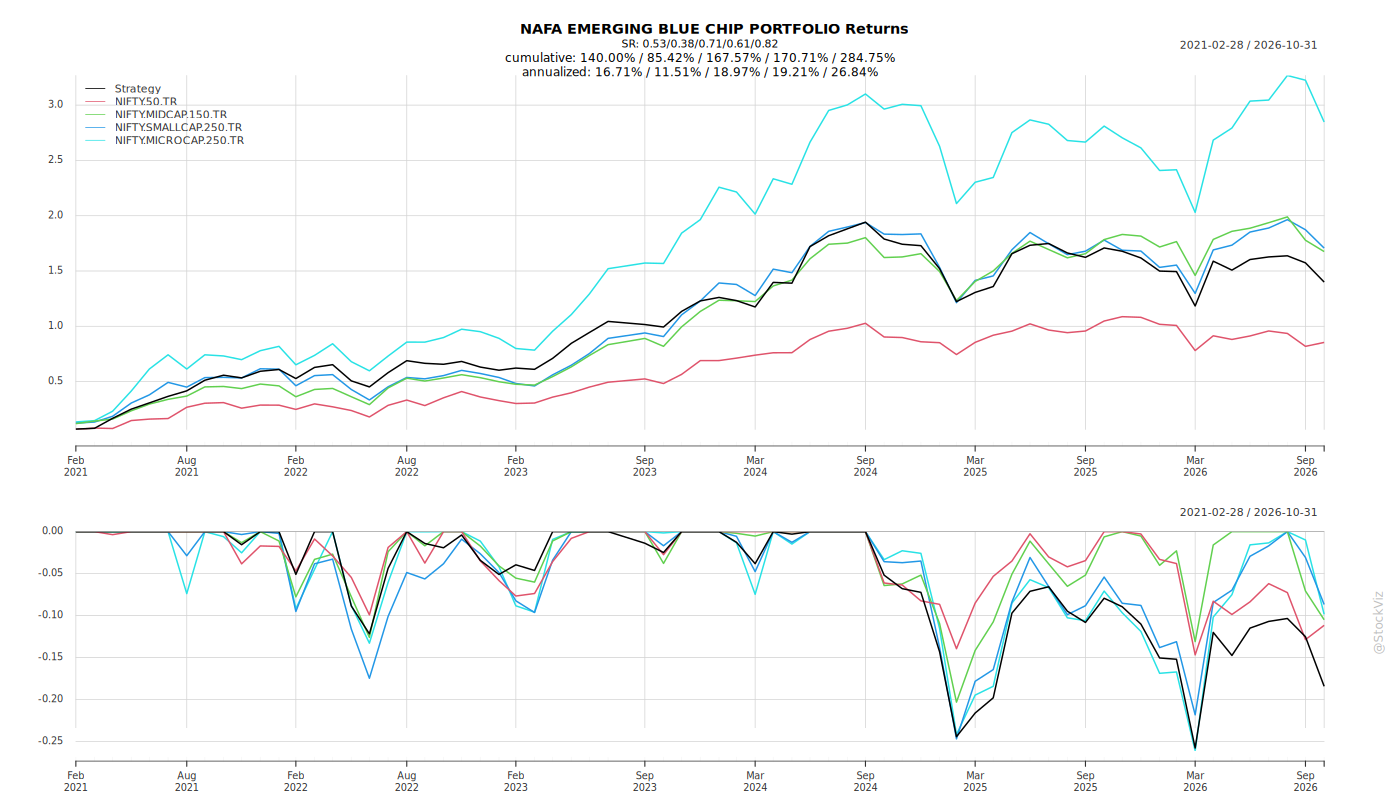 NAFA EMERGING BLUE CHIP PORTFOLIO Returns
SR: 0.53/0.38/0.71/0.61/0.82
cumulative: 140.00% / 85.42% / 167.57% / 170.71% / 284.75%
annualized: 16.71% / 11.51% / 18.97% / 19.21% / 26.84%
2021-02-28 / 2026-10-31
Strategy
NIFTY.50.TR
NIFTY.MIDCAP.150.TR
NIFTY.SMALLCAP.250.TR
NIFTY.MICROCAP.250.TR
3.0
2.5
2.0
1.5
1.0
0.5
Feb Aug Feb Aug Feb Sep Mar Sep Mar Sep Mar Sep
2021 2021 2022 2022 2023 2023 2024 2024 2025 2025 2026 2026
2021-02-28 / 2026-10-31
0.00
-0.05
-0.10
-0.15
-0.20
-0.25
Feb Aug Feb Aug Feb Sep Mar Sep Mar Sep Mar Sep
2021 2021 2022 2022 2023 2023 2024 2024 2025 2025 2026 2026
@StockViz